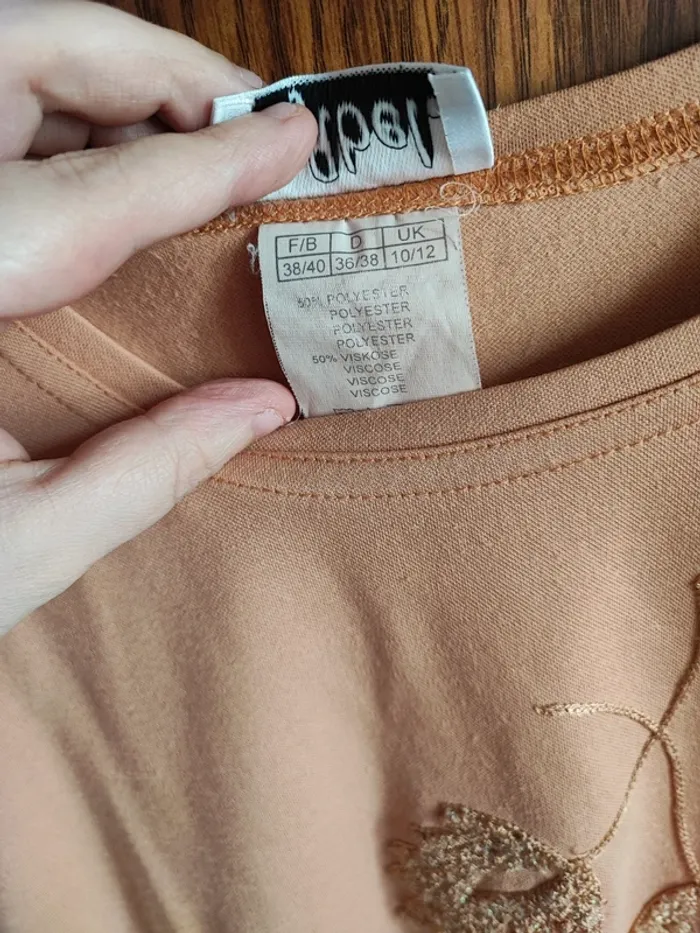 F/B D UK
38/40 36/38 10/12
50% POLYESTER
POLYESTER
POLYESTER
POLYESTER
50% VISKOSE
VISCOSE
VISCOSE
VISCOSE